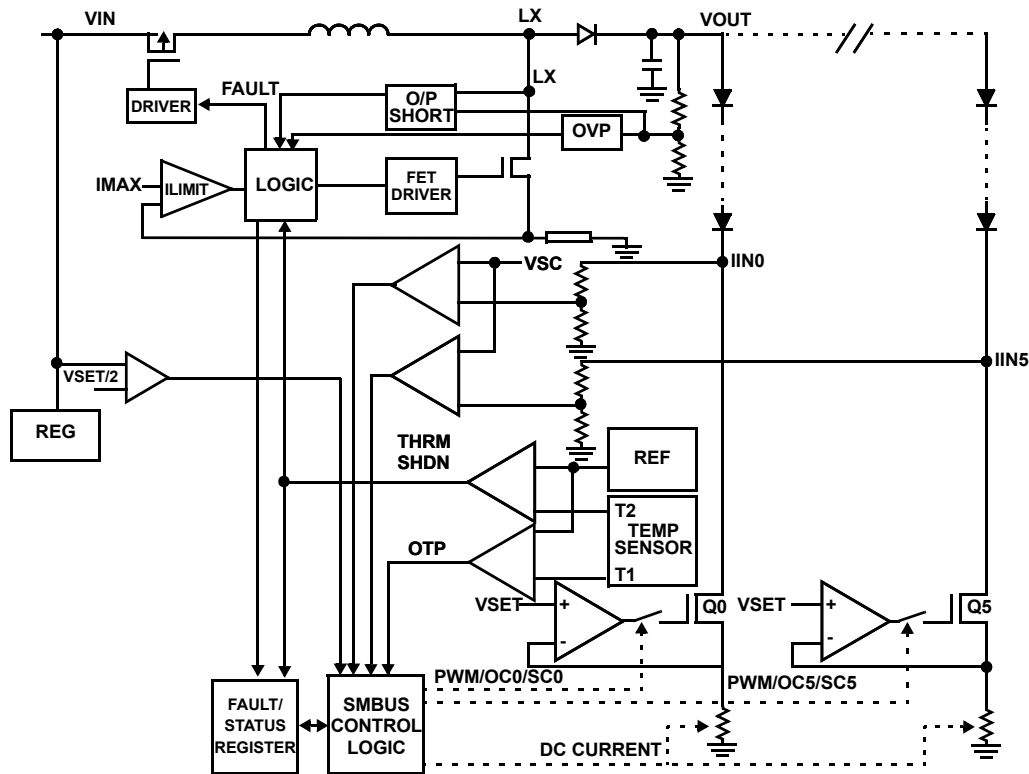 VIN
LX
VOUT
LX
FAULT
DRIVER
O/P
SHORT
OVP
IMAX
ILIMIT
LOGIC
FET
DRIVER
VSC
IIN0
IIN5
VSET/2
REG
THRM
SHDN
REF
T2
TEMP
SENSOR
T1
OTP
VSET
+
-
Q0
VSET
+
-
Q5
PWM/OC0/SC0
PWM/OC5/SC5
FAULT/
STATUS
REGISTER
SMBUS
CONTROL
LOGIC
DC CURRENT